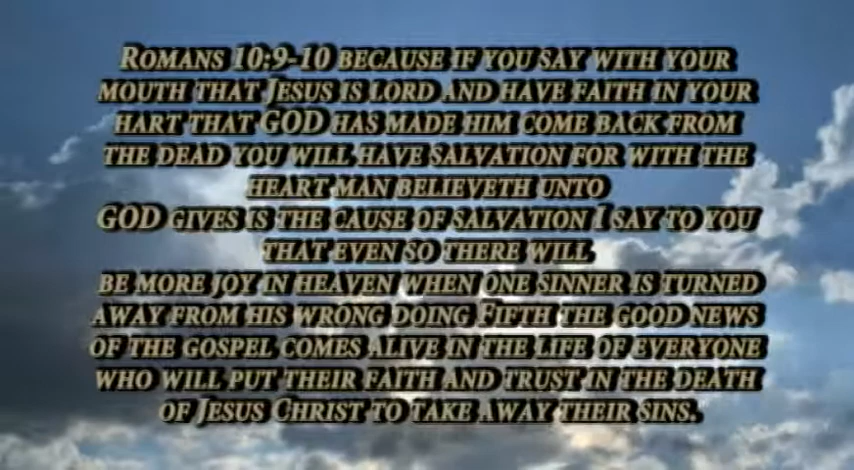 Romans 10:9-10 because if you say with your
mouth that Jesus is lord and have faith in your
hart that GOD has made him come back from
the dead you will have salvation for with the
heart man believeth unto
GOD gives is the cause of salvation I say to you
that even so there will
be more joy in heaven when one sinner is turned
away from his wrong doing Fifth the good news
of the gospel comes alive in the life of everyone
who will put their faith and trust in the death
of Jesus Christ to take away their sins.